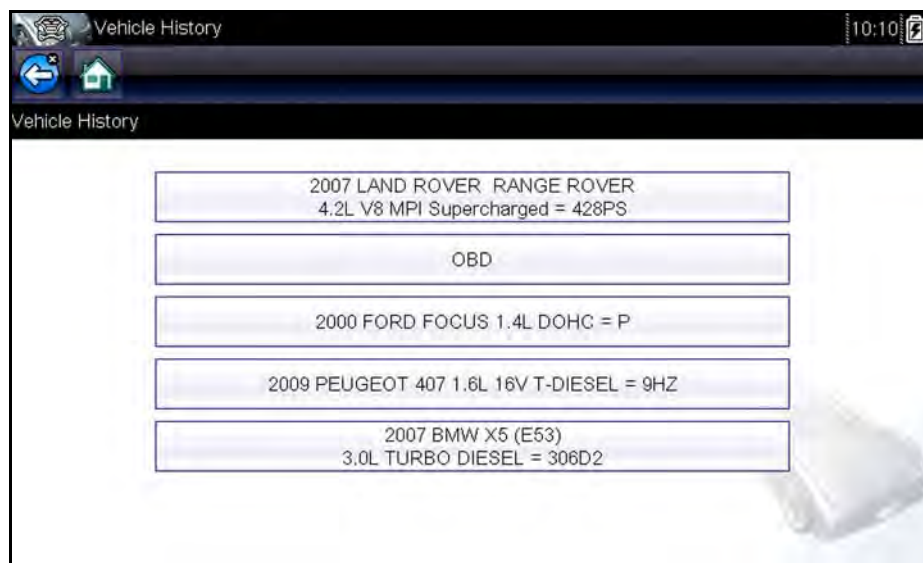 Vehicle History
10:10
Vehicle History
2007 LAND ROVER RANGE ROVER
4.2L V8 MPI Supercharged = 428PS
OBD
2000 FORD FOCUS 1.4L DOHC = P
2009 PEUGEOT 407 1.6L 16V T-DIESEL = 9HZ
2007 BMW X5 (E53)
3.0L TURBO DIESEL = 306D2